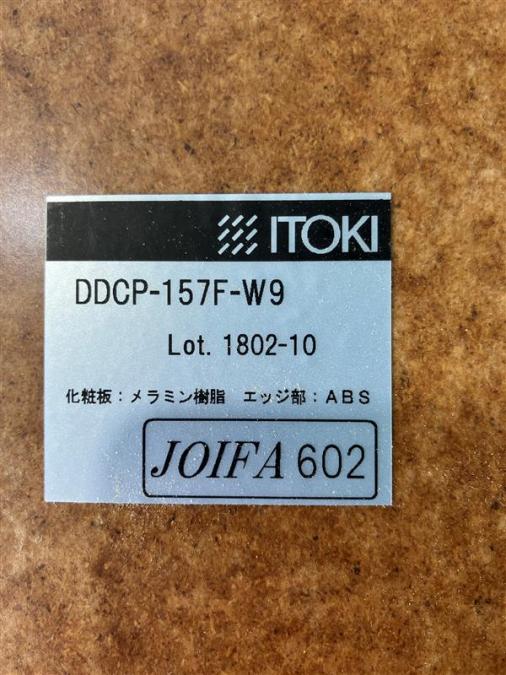 ITOKI
DDCP-157F-W9
Lot. 1802-10
化粧板：メラミン樹脂 エッジ部：ＡＢＳ
JOIFA 602